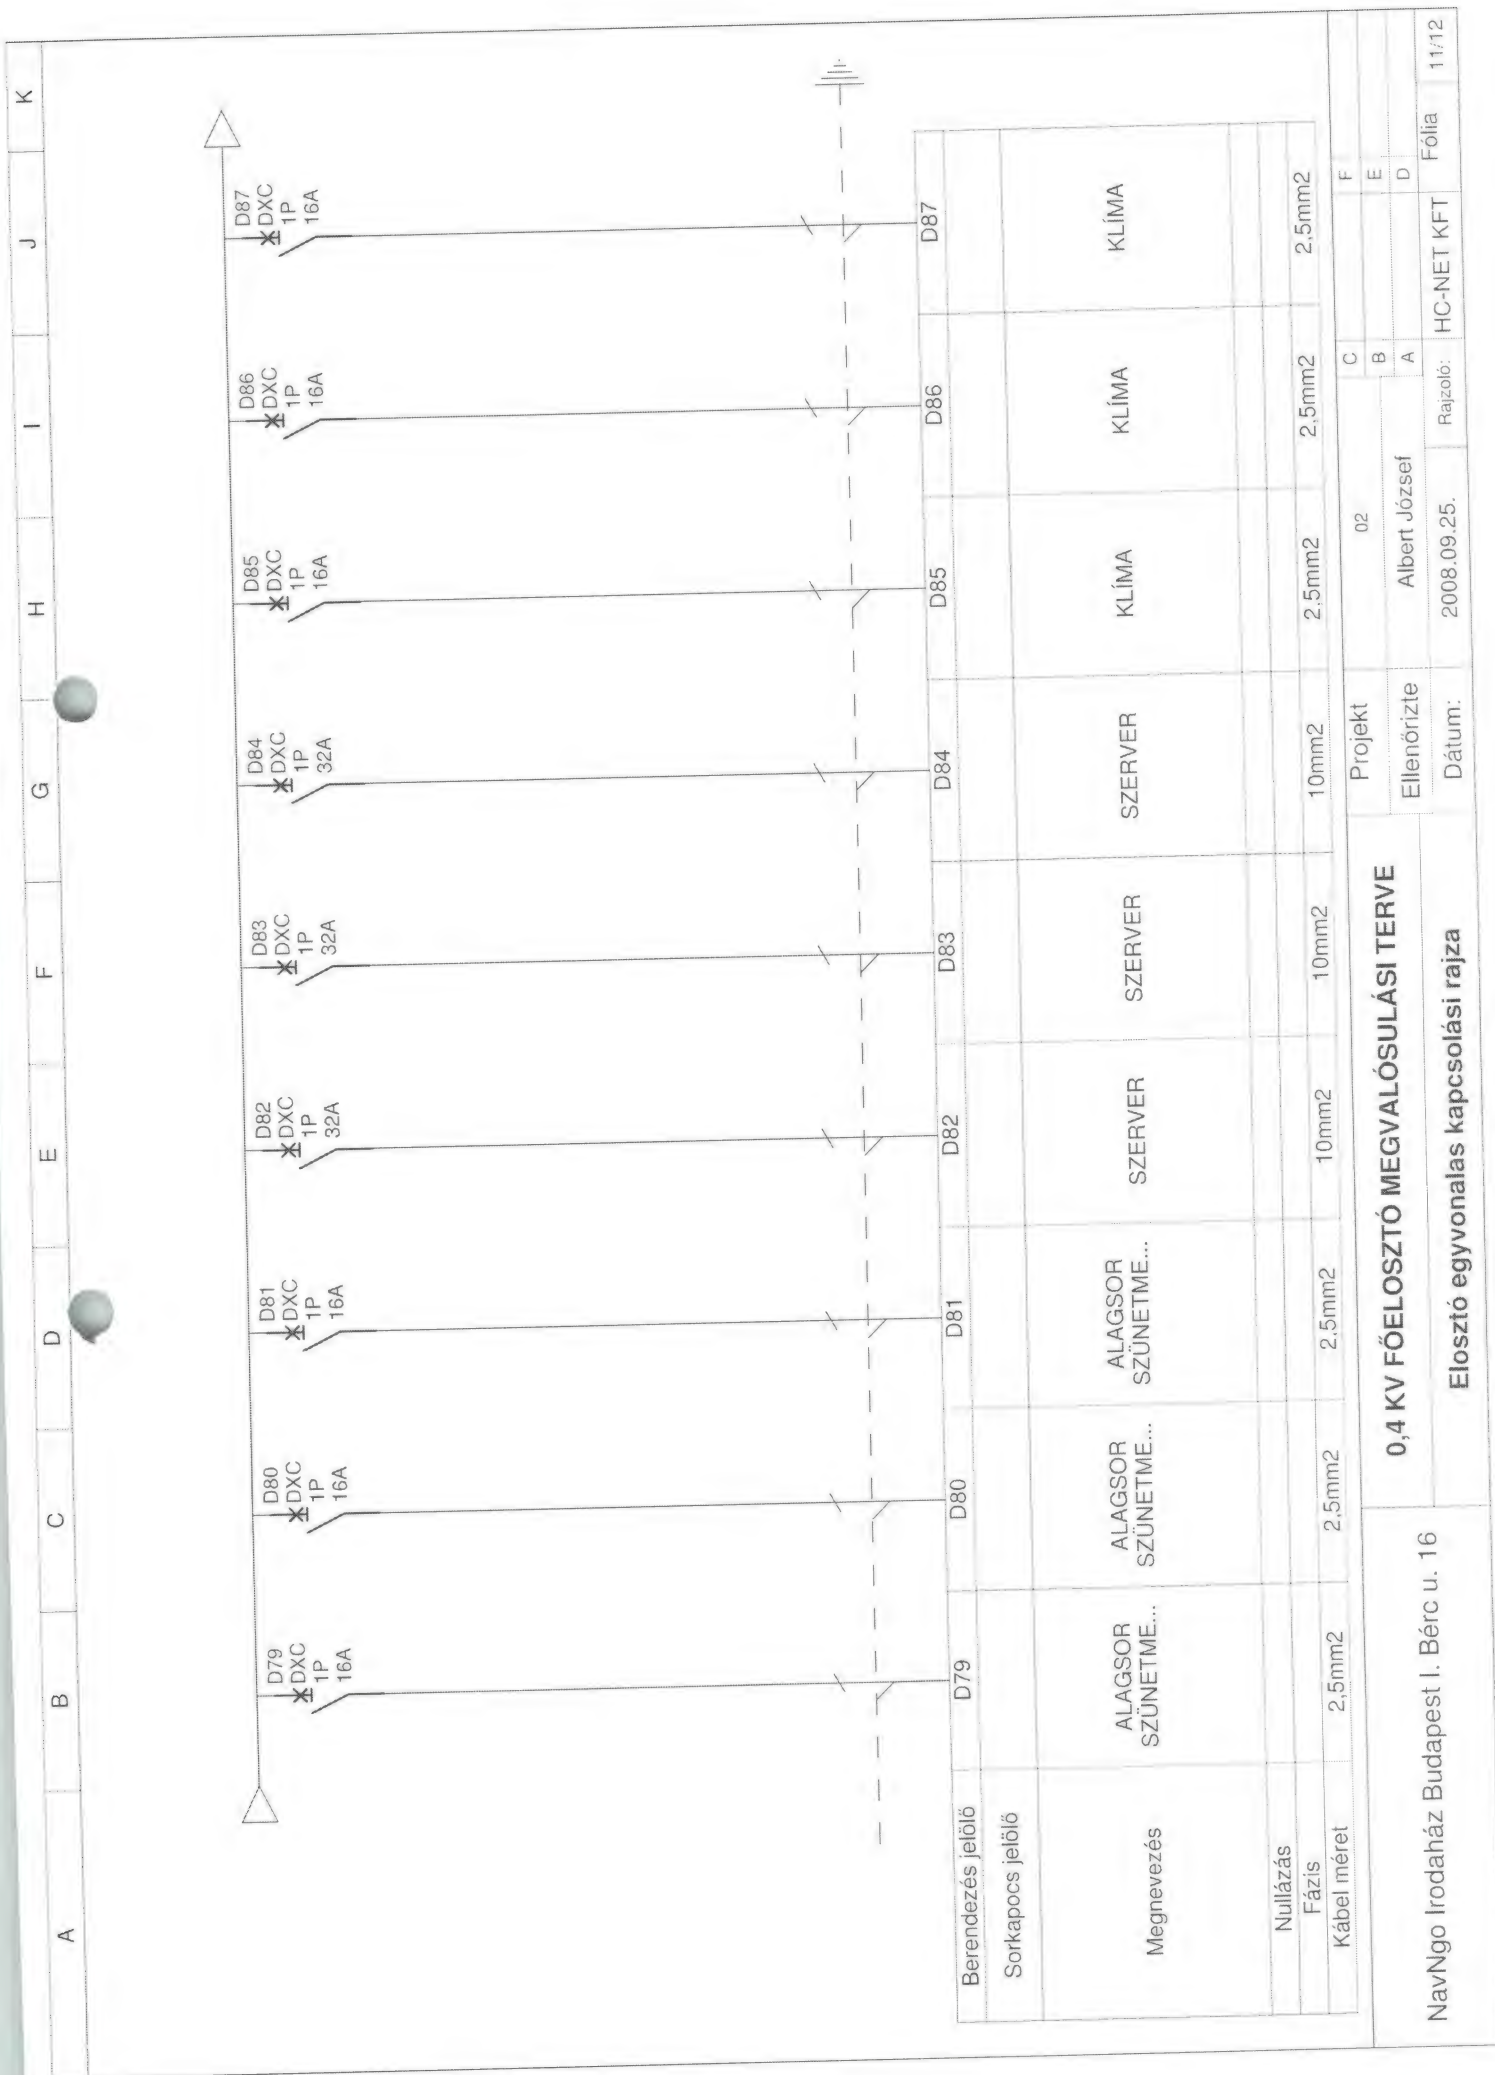 A B C D E F G H I J K
D79 D80 D81 D82 D83 D84 D85 D86 D87
DXC DXC DXC DXC DXC DXC DXC DXC DXC
1P 1P 1P 1P 1P 1P 1P 1P 1P
16A 16A 16A 32A 32A 32A 16A 16A 16A
Berendezés jelölő D79 D80 D81 D82 D83 D84 D85 D86 D87
Sorkapocs jelölő
Megnevezés
ALAGSOR
SZÜNETME...
ALAGSOR
SZÜNETME...
ALAGSOR
SZÜNETME...
SZERVER SZERVER SZERVER KLÍMA KLÍMA KLÍMA
Nullázás
Fázis
Kábel méret 2,5mm2 2,5mm2 2.5mm2 10mm2 10mm2 10mm2 2.5mm2 2,5mm2 2.5mm2
NavNgo Irodaház Budapest I. Bérc u. 16
0,4 KV FŐELOSZTÓ MEGVALÓSULÁSI TERVE
Elosztó egyvonalas kapcsolási rajza
Projekt 02 C F
B E
Ellenőrizte Albert József A D
Dátum: 2008.09.25. Rajzoló: HC-NET KFT Fólia 11/12